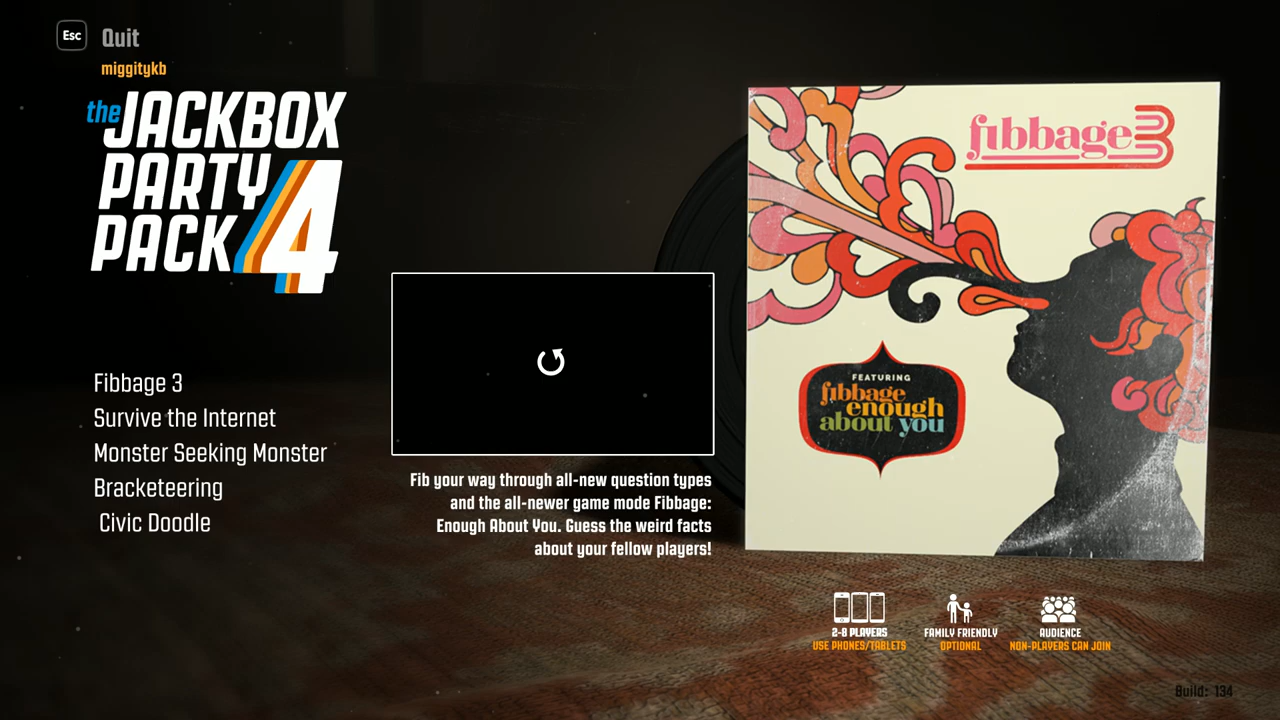 Esc Quit
miggitykb
the JACKBOX
PARTY
PACK 4
Fibbage 3
Survive the Internet
Monster Seeking Monster
Bracketeering
Civic Doodle
Fib your way through all-new question types
and the all-newer game mode Fibbage:
Enough About You. Guess the weird facts
about your fellow players!
fibbage 3
FEATURING
fibbage
enough
about you
2-8 PLAYERS
USE PHONES/TABLETS
FAMILY FRIENDLY
OPTIONAL
AUDIENCE
NON-PLAYERS CAN JOIN
Build: 134